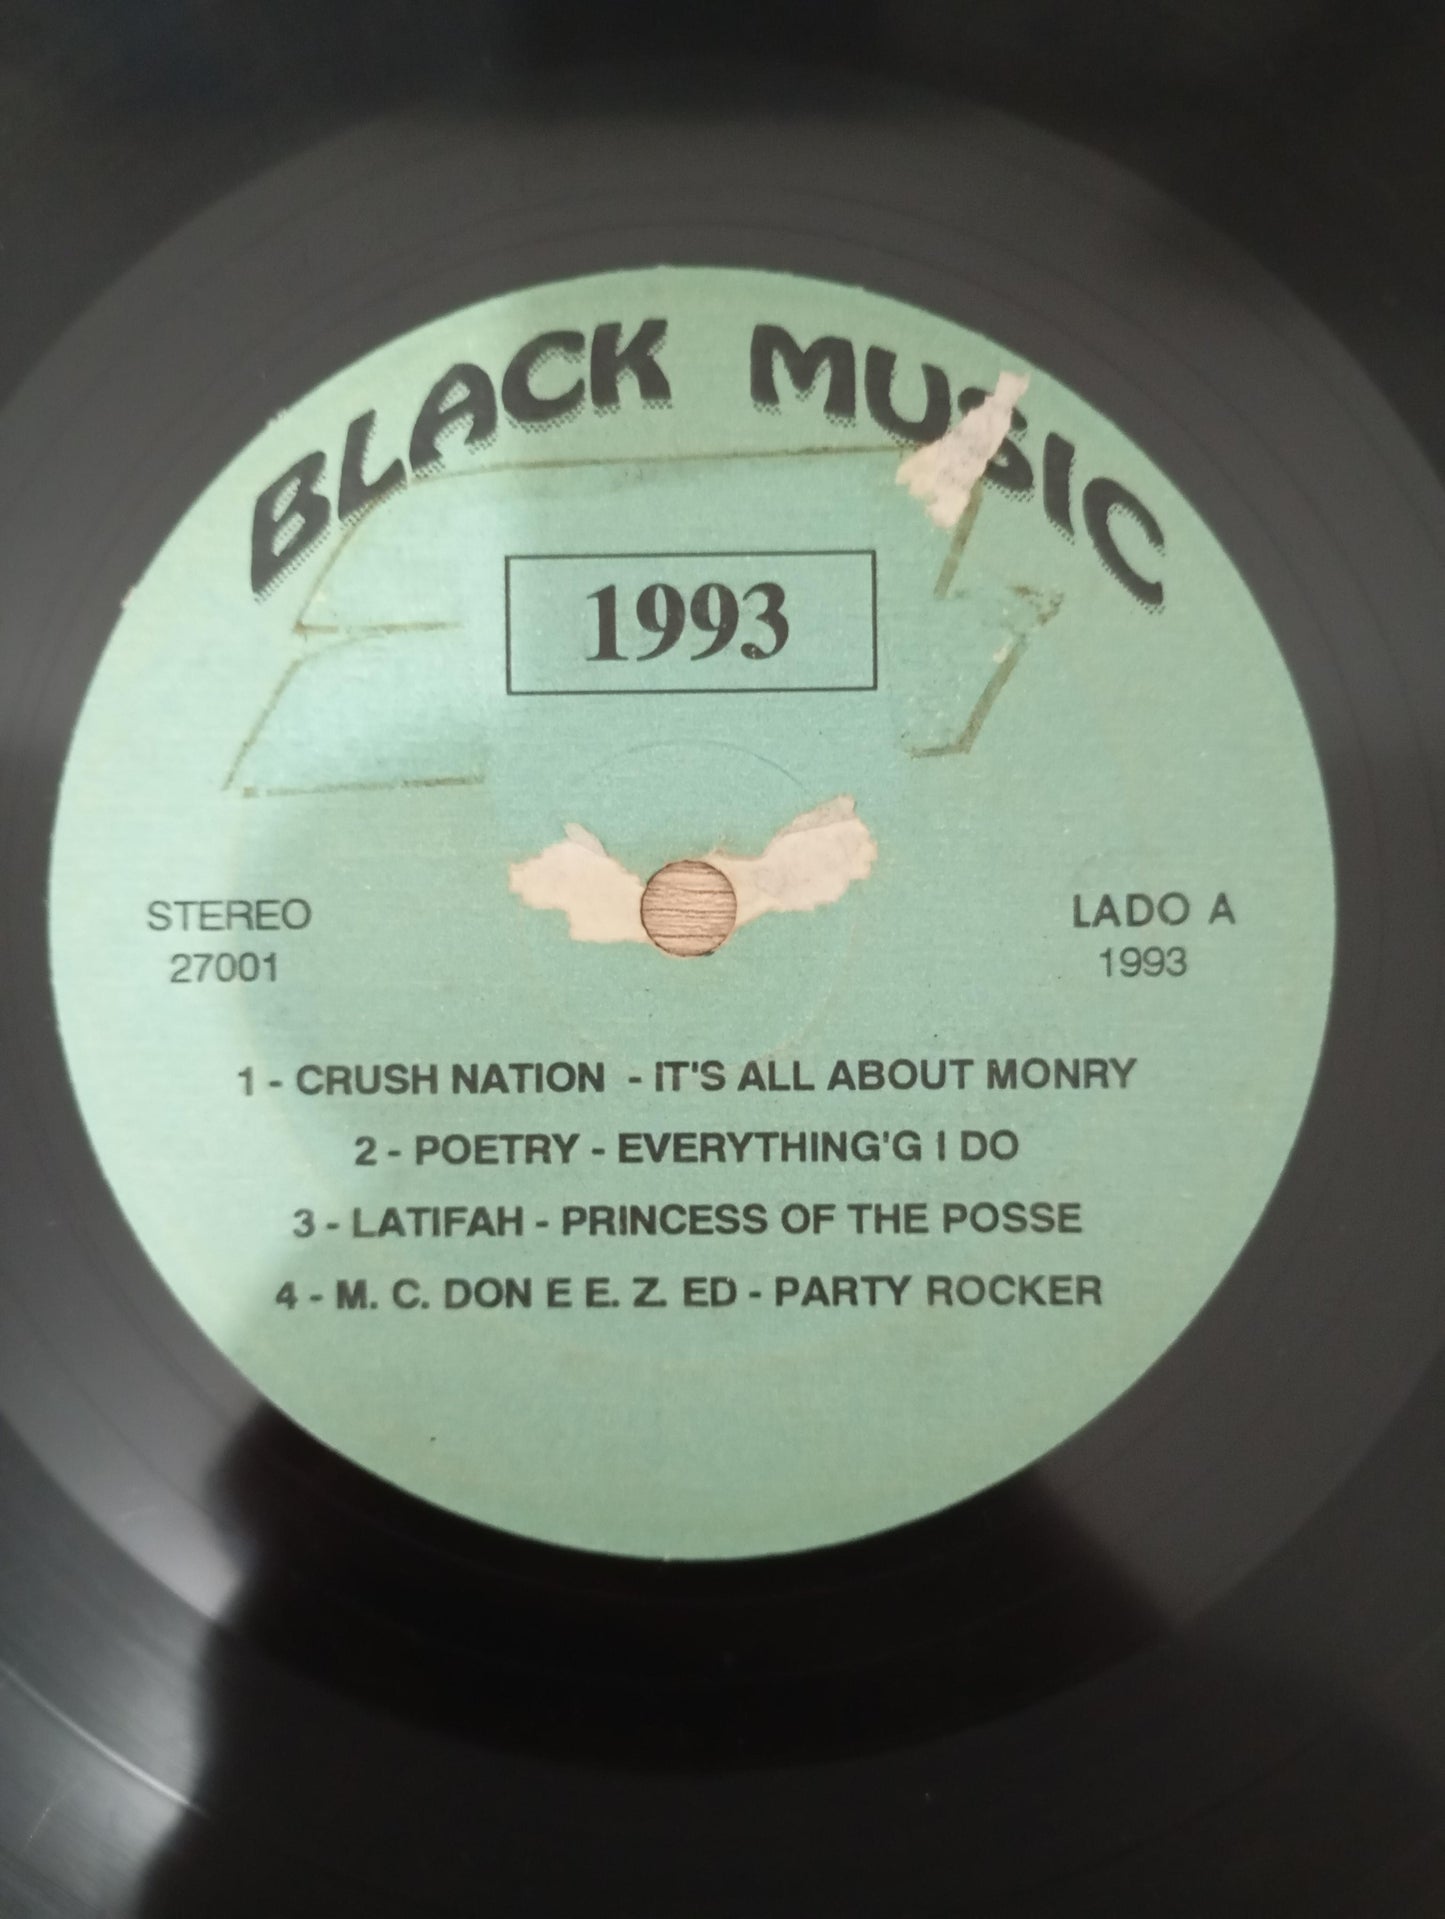 BLACK MUSIC
1993
STEREO
27001
LADO A
1993
1 - CRUSH NATION - IT'S ALL ABOUT MONRY
2 - POETRY - EVERYTHING'G I DO
3 - LATIFAH - PRINCESS OF THE POSSE
4 - M. C. DON E E. Z. ED - PARTY ROCKER